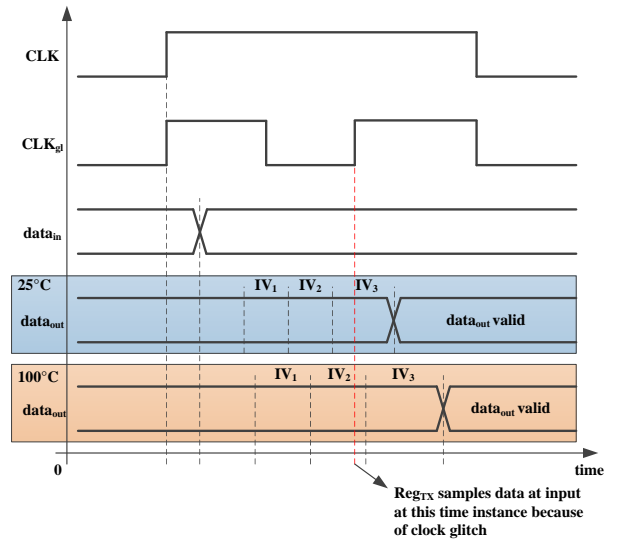 CLK
CLKgl
datain
25°C
IV1 IV2 IV3
dataout
dataout valid
100°C
IV1 IV2 IV3
dataout
dataout valid
0
time
RegTX samples data at input
at this time instance because
of clock glitch